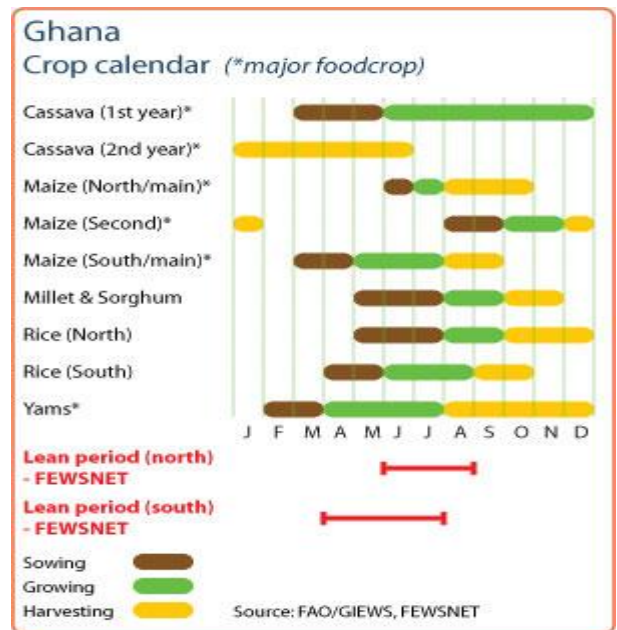 Ghana
Crop calendar (*major foodcrop)
Cassava (1st year)*
Cassava (2nd year)*
Maize (North/main)*
Maize (Second)*
Maize (South/main)*
Millet & Sorghum
Rice (North)
Rice (South)
Yams*
J F M A M J J A S O N D
Lean period (north)
- FEWSNET
Lean period (south)
- FEWSNET
Sowing
Growing
Harvesting
Source: FAO/GIEWS, FEWSNET